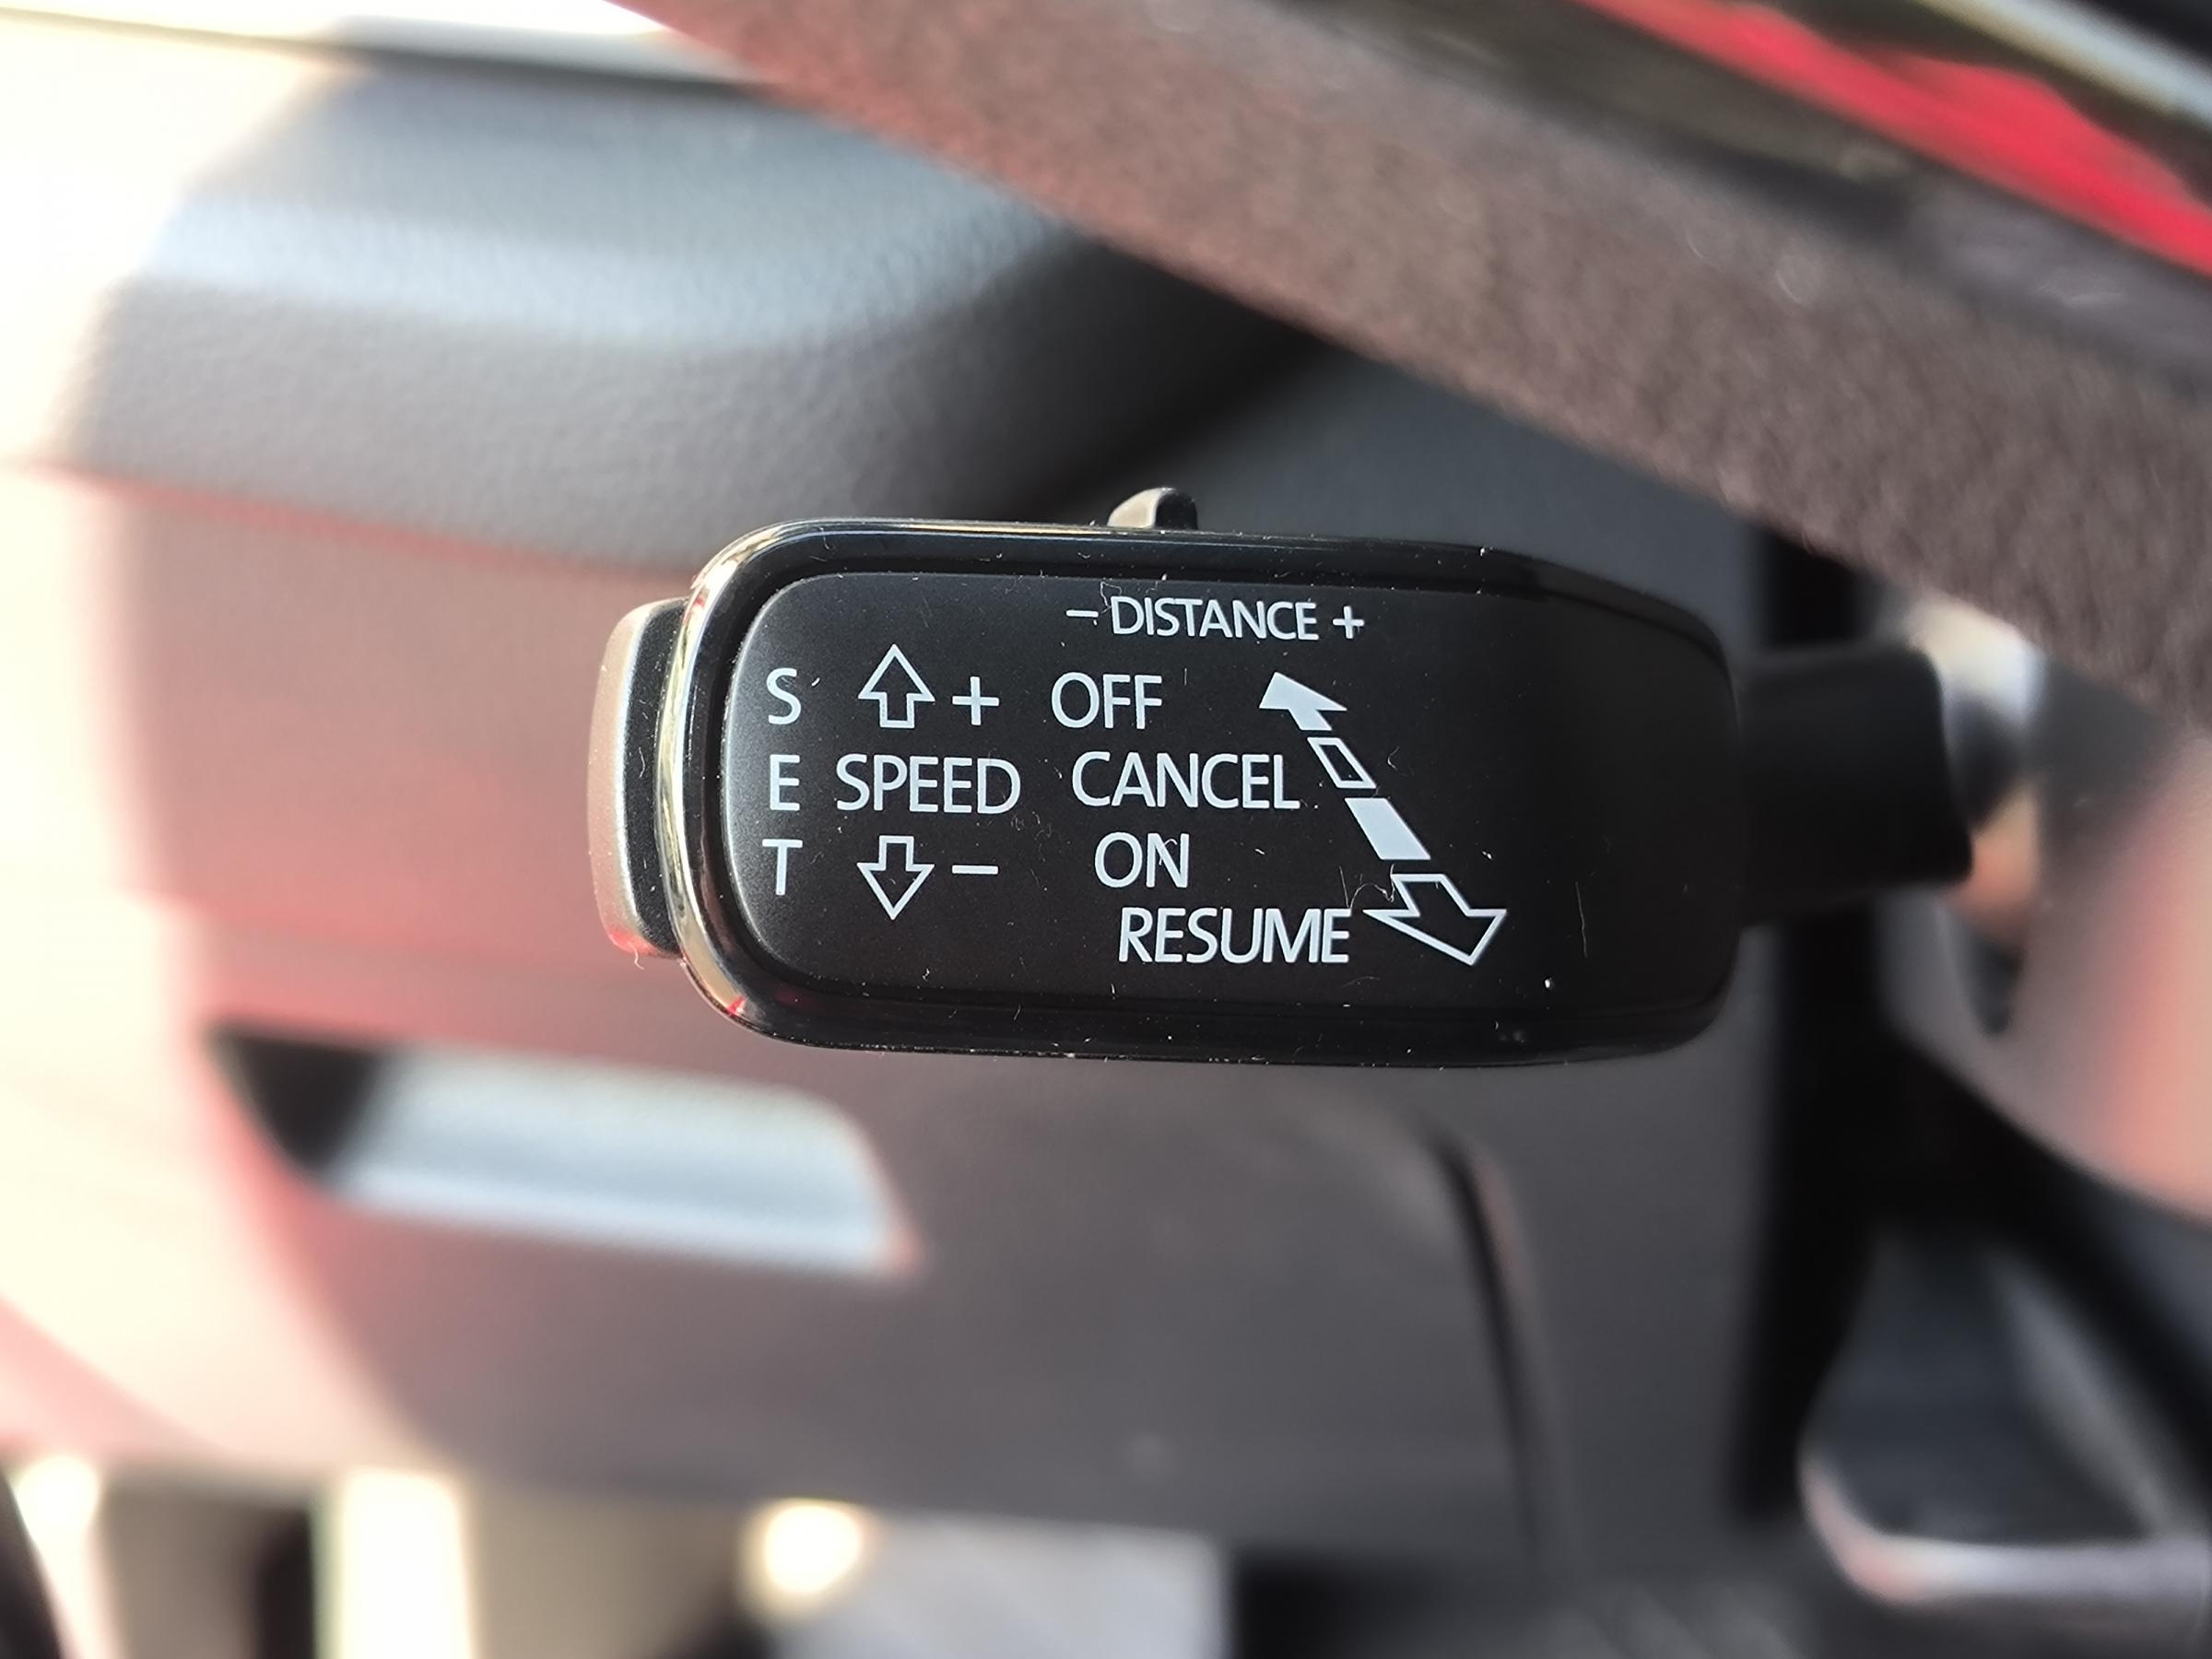 – DISTANCE +
S + OFF
E SPEED CANCEL
T – ON
RESUME